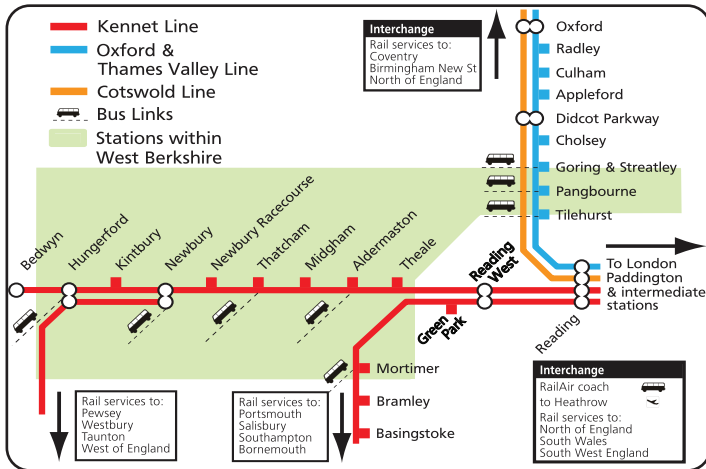 Kennet Line
Oxford &
Thames Valley Line
Cotswold Line
Bus Links
Stations within
West Berkshire
Interchange
Rail services to:
Coventry
Birmingham New St
North of England
Oxford
Radley
Culham
Appleford
Didcot Parkway
Cholsey
Goring & Streatley
Pangbourne
Tilehurst
Bedwyn
Hungerford
Kintbury
Newbury
Newbury Racecourse
Thatcham
Midgham
Aldermaston
Theale
Reading
West
To London
Paddington
& intermediate
stations
Green
Park
Reading
Mortimer
Bramley
Basingstoke
Rail services to:
Pewsey
Westbury
Taunton
West of England
Rail services to:
Portsmouth
Salisbury
Southampton
Bornemouth
Interchange
RailAir coach
to Heathrow
Rail services to:
North of England
South Wales
South West England